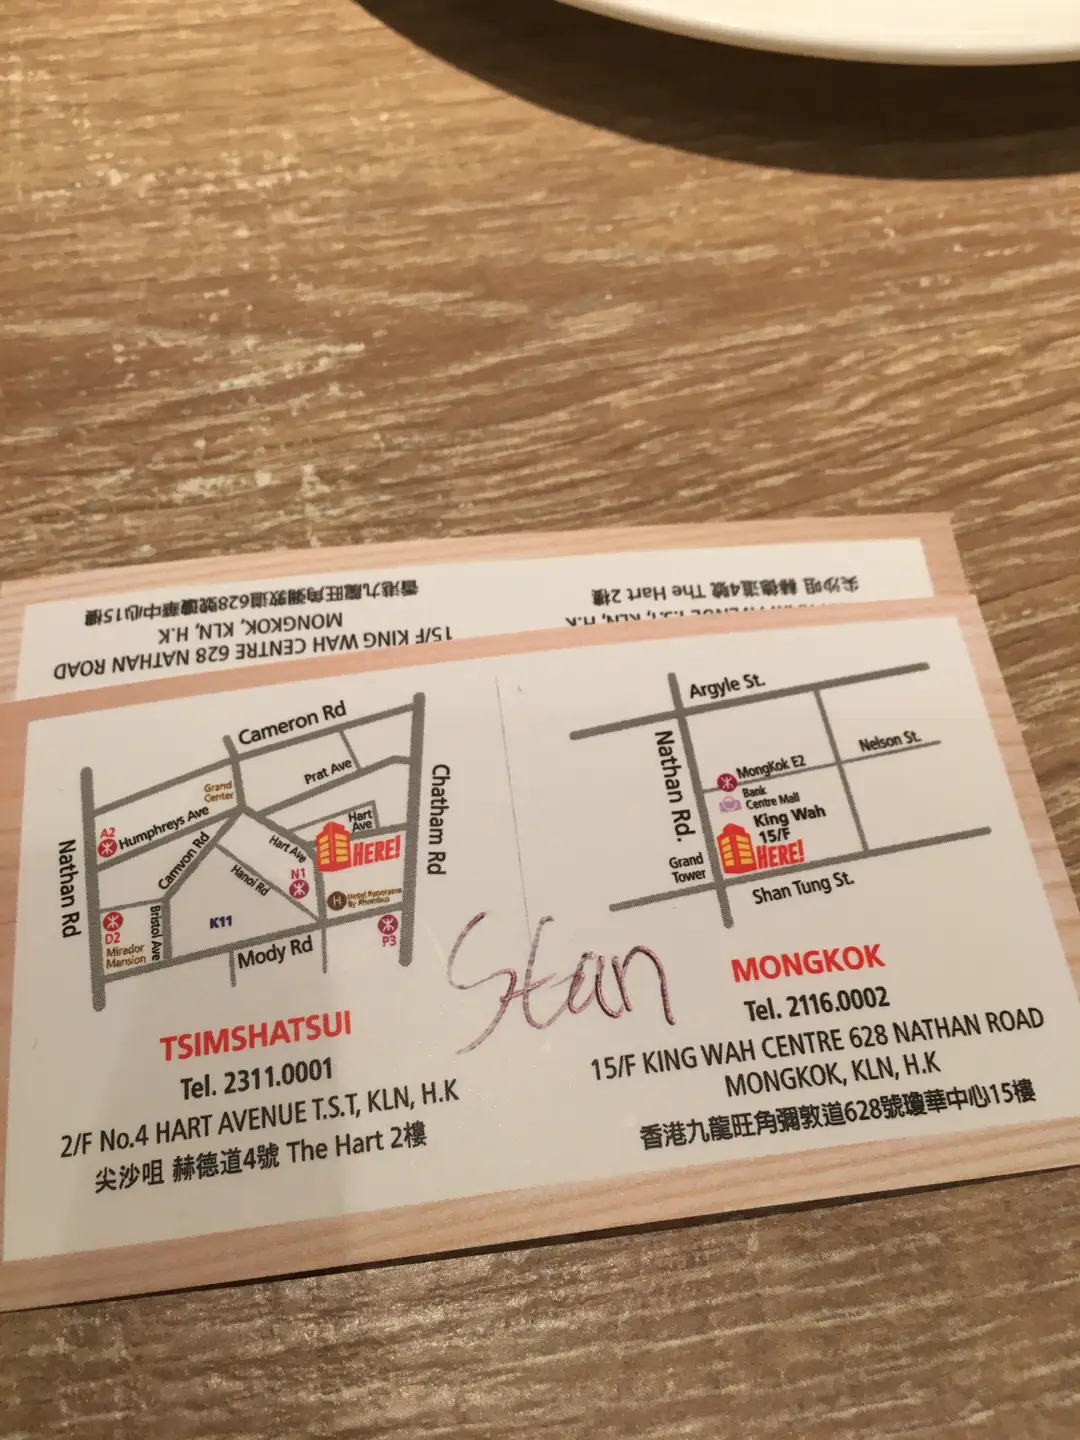 香港九龍旺角彌敦道628號瓊華中心15樓
MONGKOK, KLN, H.K
15/F KING WAH CENTRE 628 NATHAN ROAD
尖沙咀 赫德道4號 The Hart 2樓
Cameron Rd
Prat Ave
Grand
Center
Chatham Rd
A2
Humphreys Ave
Hart
Ave
HERE!
Nathan Rd
Carnvon Rd
Hart Ave
Hanoi Rd
N1
H
Hotel Panorama
By Rhombus
D2
Mirador
Mansion
Bristol Ave
K11
P3
Mody Rd
TSIMSHATSUI
Tel. 2311.0001
2/F No.4 HART AVENUE T.S.T, KLN, H.K
尖沙咀 赫德道4號 The Hart 2樓
Stan
Argyle St.
Nathan Rd.
Nelson St.
MongKok E2
Bank
Centre Mall
King Wah
15/F
HERE!
Grand
Tower
Shan Tung St.
MONGKOK
Tel. 2116.0002
15/F KING WAH CENTRE 628 NATHAN ROAD
MONGKOK, KLN, H.K
香港九龍旺角彌敦道628號瓊華中心15樓